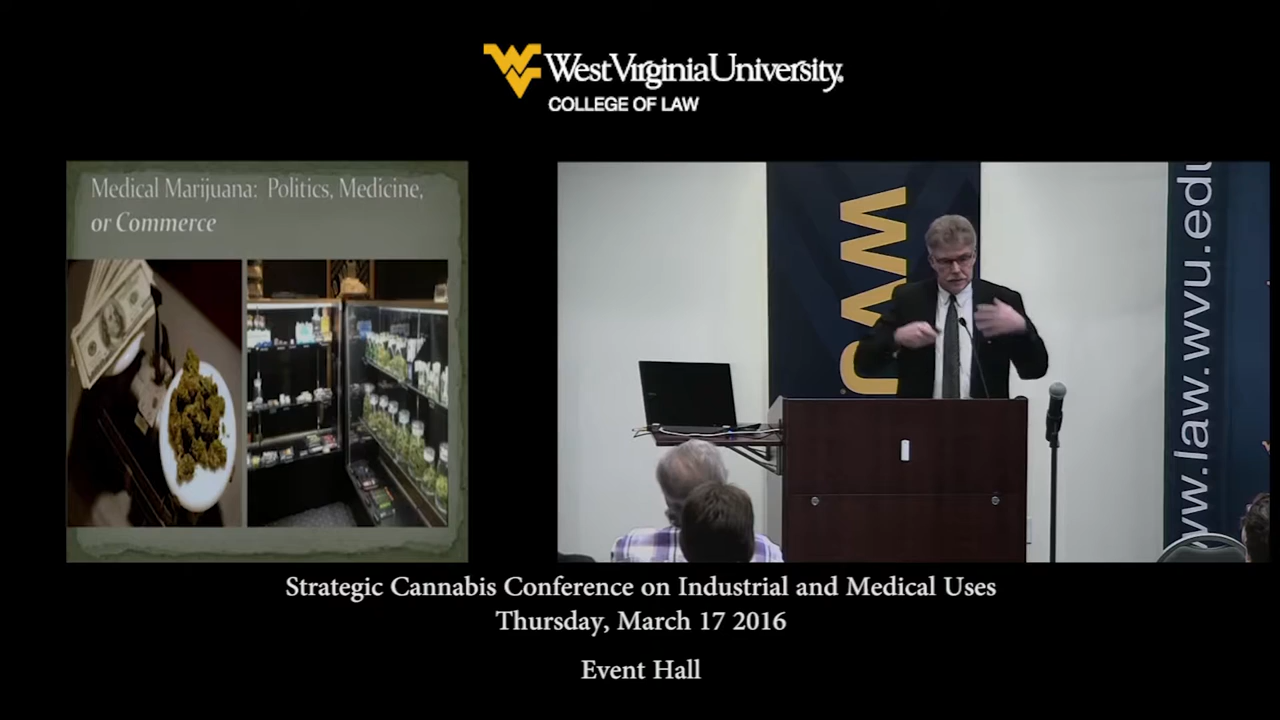 WestVirginiaUniversity.
COLLEGE OF LAW
Medical Marijuana: Politics, Medicine,
or Commerce
WVU
www.law.wvu.edu
Strategic Cannabis Conference on Industrial and Medical Uses
Thursday, March 17 2016
Event Hall